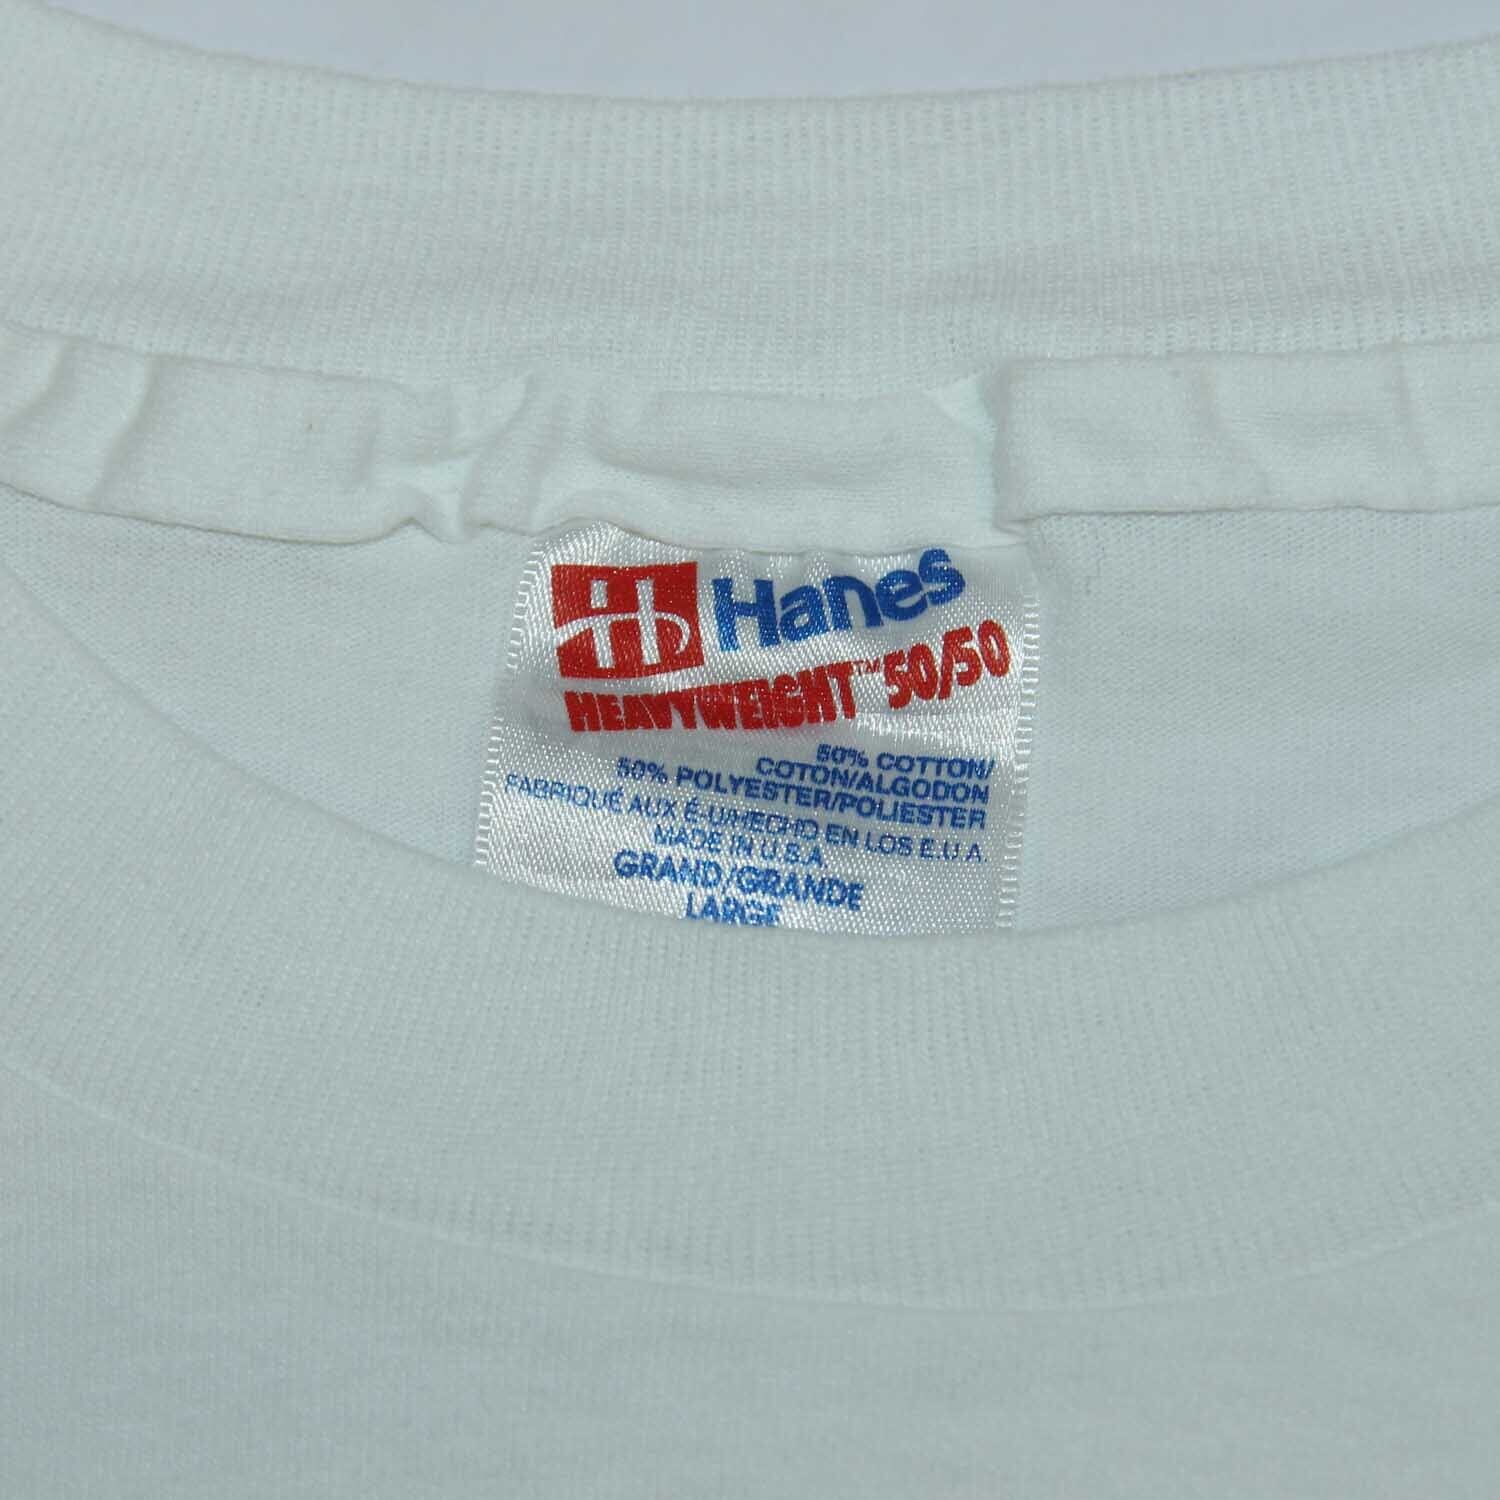 H Hanes
HEAVYWEIGHT™ 50/50
50% COTTON/
COTON/ALGODON
50% POLYESTER/POLIESTER
FABRIQUÉ AUX É-U/HECHO EN LOS E.U.A.
MADE IN U.S.A.
GRAND/GRANDE
LARGE